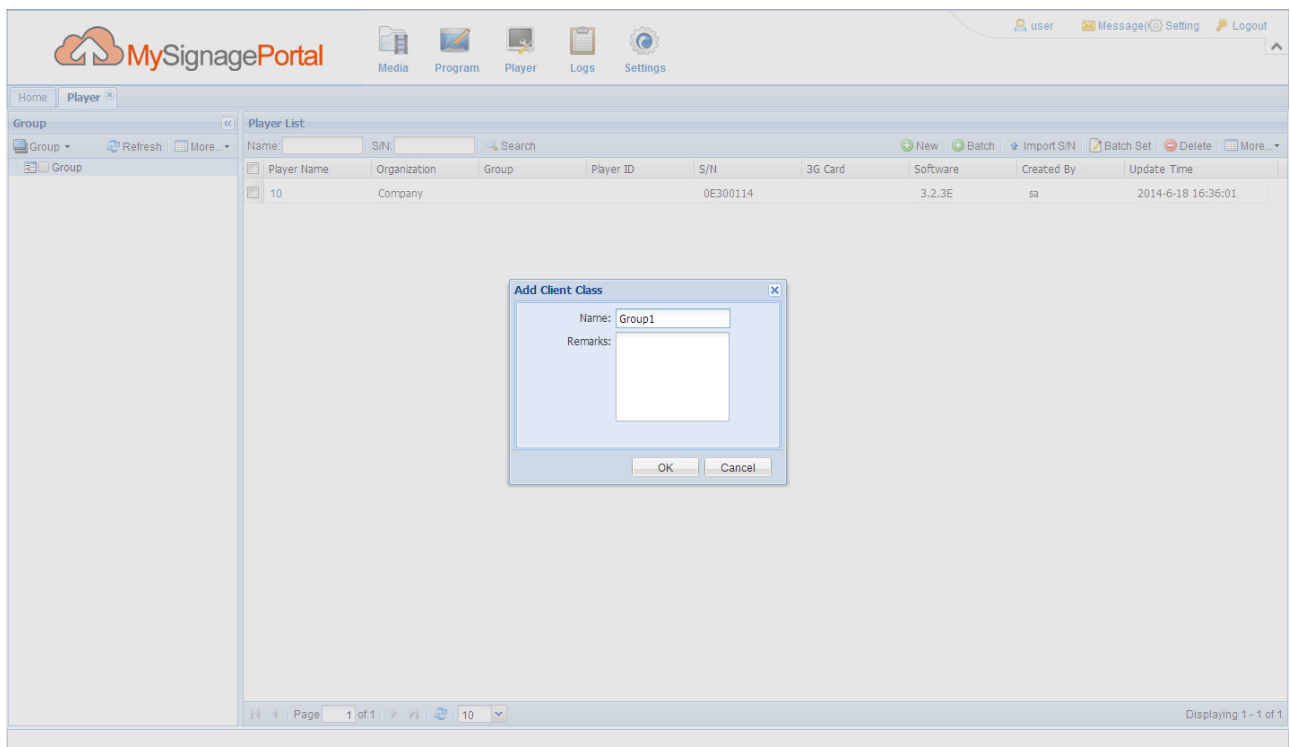 user Message( Setting Logout
MySignagePortal
Media Program Player Logs Settings
Home Player
Group
Player List
Group Refresh More...
Name: S/N: Search New Batch Import S/N Batch Set Delete More...
Group
Player Name Organization Group Player ID S/N 3G Card Software Created By Update Time
10 Company 0E300114 3.2.3E sa 2014-6-18 16:36:01
Add Client Class
Name: Group1
Remarks:
OK Cancel
Page 1 of 1 10 Displaying 1 - 1 of 1